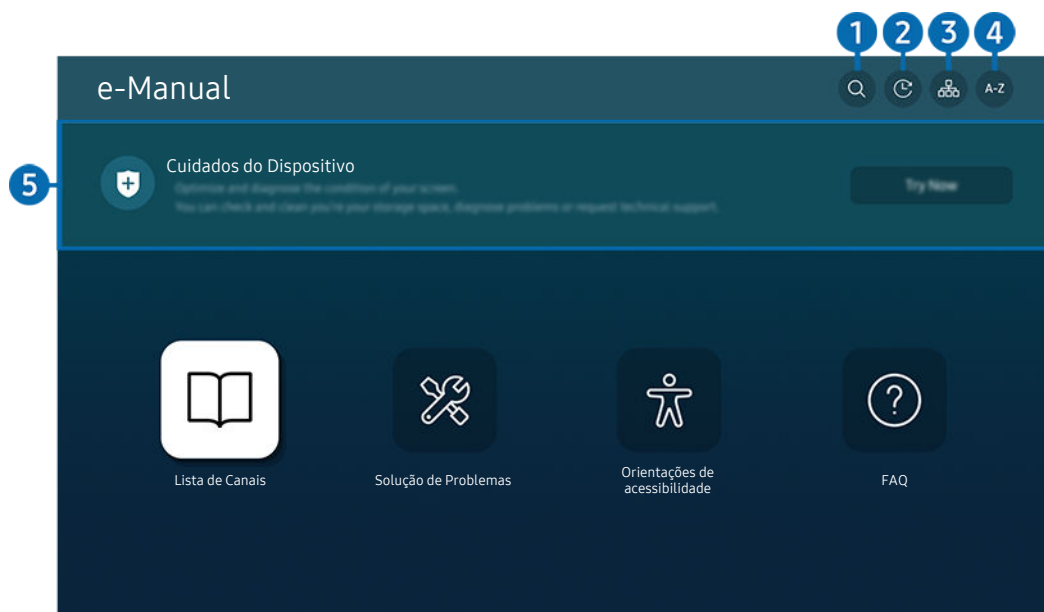 1 2 3 4
e-Manual
A-Z
5
Cuidados do Dispositivo
Optimize and diagnose the condition of your screen.
Try Now
You can check and clean you're your storage space, diagnose problems or request technical support.
Lista de Canais
Solução de Problemas
Orientações de
acessibilidade
FAQ